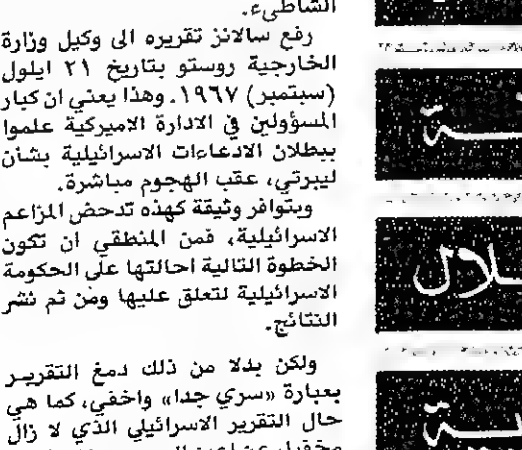 الشاطىء.
رفع سالانز تقريره الى وكيل وزارة
الخارجية روستو بتاريخ ٢١ ايلول
(سبتمبر) ١٩٦٧. وهذا يعني ان كبار
المسؤولين في الادارة الاميركية علموا
ببطلان الادعاءات الاسرائيلية بشأن
ليبرتي، عقب الهجوم مباشرة.
وبتوافر وثيقة كهذه تدحض المزاعم
الاسرائيلية، فمن المنطقي ان تكون
الخطوة التالية احالتها على الحكومة
الاسرائيلية لتعلق عليها ومن ثم نشر
النتائج.
ولكن بدلا من ذلك دمغ التقرير
بعبارة «سري جدا» واخفي، كما هي
حال التقرير الاسرائيلي الذي لا زال